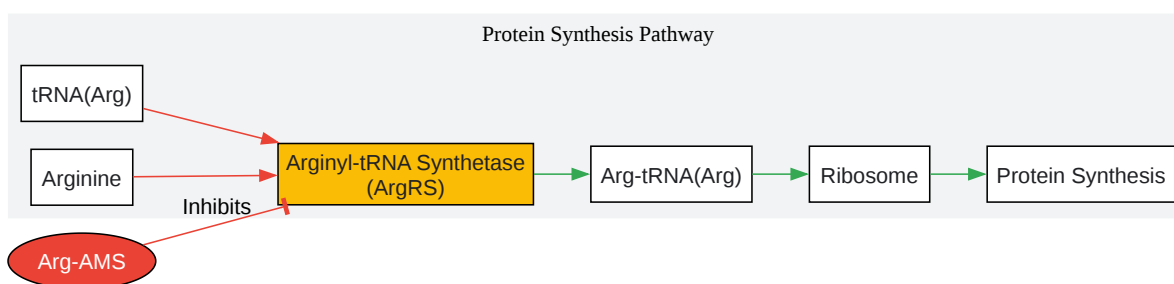 Protein Synthesis Pathway
tRNA(Arg)
Arginine
Arginyl-tRNA Synthetase
(ArgRS)
Arg-tRNA(Arg)
Ribosome
Protein Synthesis
Inhibits
Arg-AMS